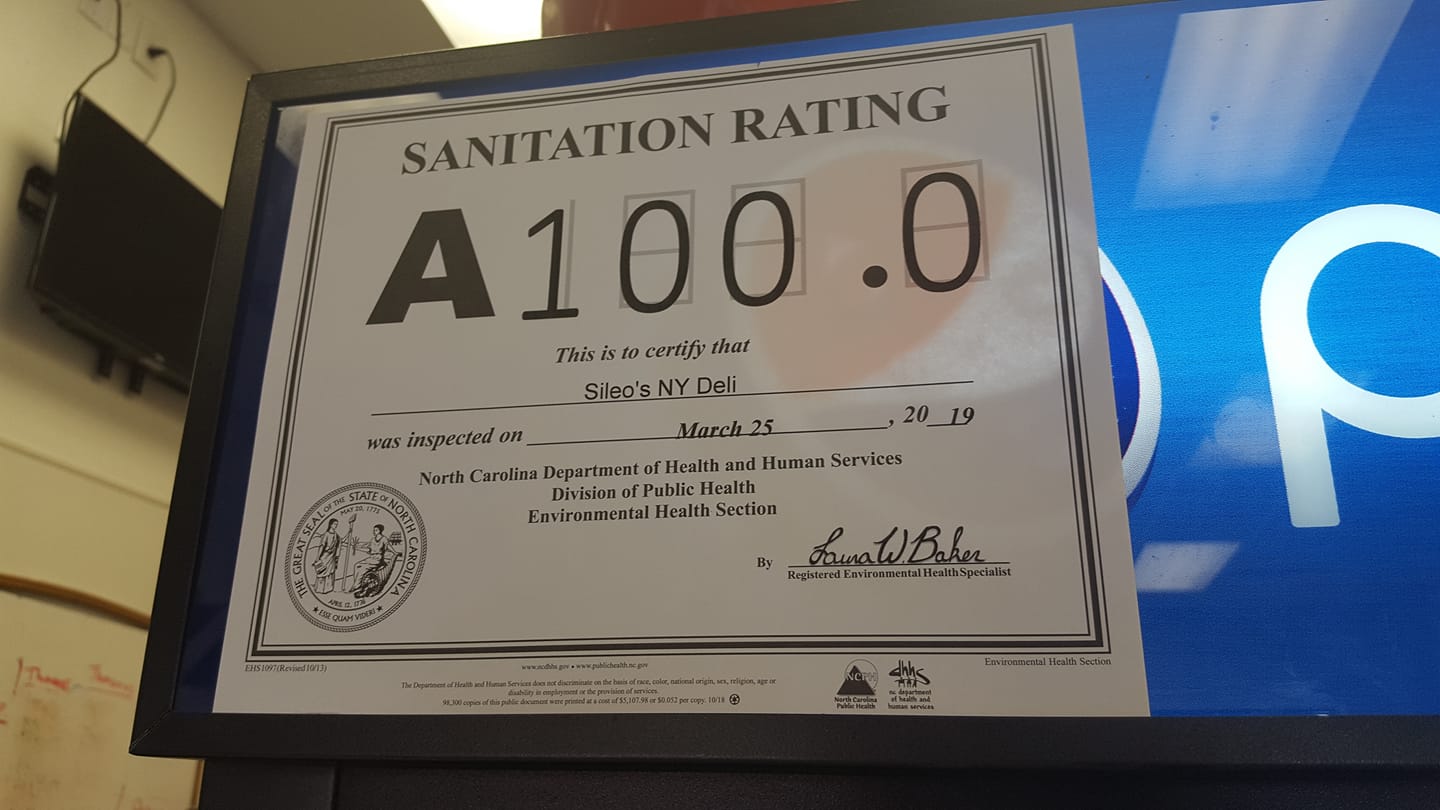 SANITATION RATING
A 100.0
This is to certify that
Sileo's NY Deli
was inspected on March 25, 20 19
North Carolina Department of Health and Human Services
Division of Public Health
Environmental Health Section
THE GREAT SEAL OF THE STATE OF NORTH CAROLINA
MAY 20, 1775
APRIL 12, 1776
ESSE QUAM VIDERI
By Laura W. Baker
Registered Environmental Health Specialist
EHS 1097 (Revised 10/13)
www.ncdhhs.gov • www.publichealth.nc.gov
Environmental Health Section
The Department of Health and Human Services does not discriminate on the basis of race, color, national origin, sex, religion, age or
disability in employment or the provision of services.
98,300 copies of this public document were printed at a cost of $5,107.98 or $0.052 per copy. 10/18
NCPH
North Carolina
Public Health
dhhs
nc department
of health and
human services